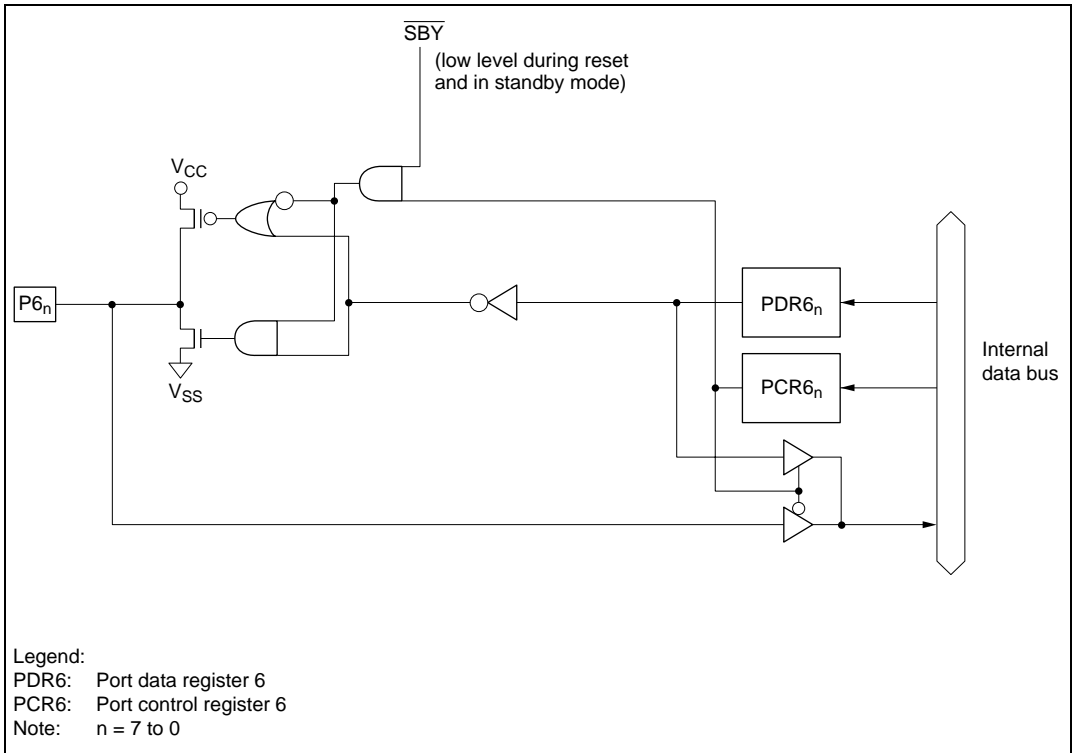 SBY
(low level during reset
and in standby mode)
VCC
P6n
VSS
PDR6n
PCR6n
Internal
data bus
Legend:
PDR6: Port data register 6
PCR6: Port control register 6
Note: n = 7 to 0